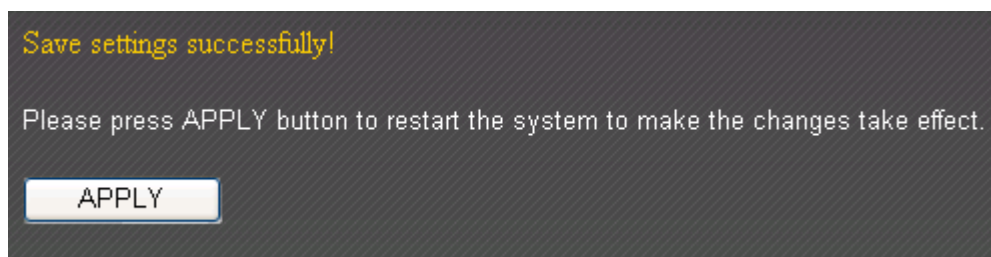 Save settings successfully!
Please press APPLY button to restart the system to make the changes take effect.
APPLY